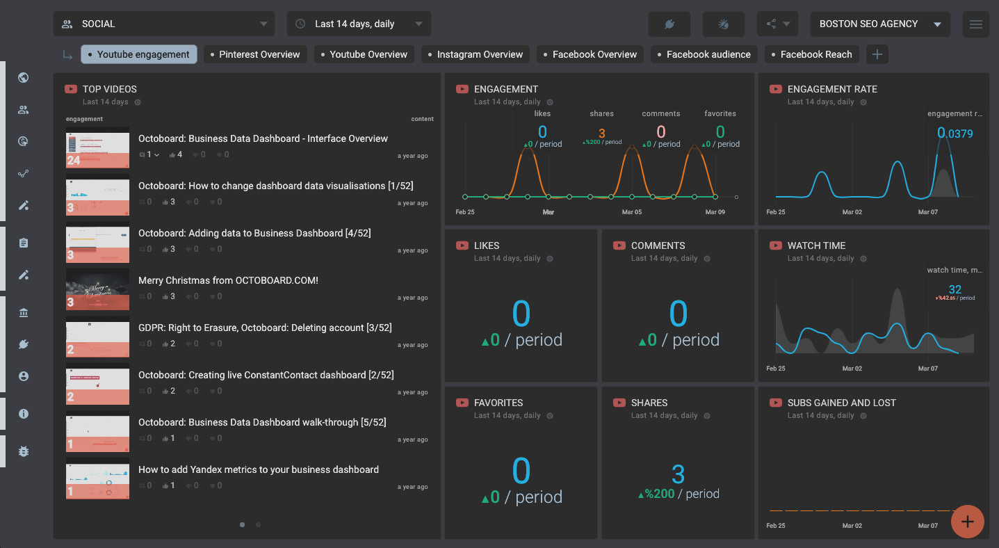 SOCIAL
Last 14 days, daily
BOSTON SEO AGENCY
Youtube engagement
Pinterest Overview
Youtube Overview
Instagram Overview
Facebook Overview
Facebook audience
Facebook Reach
TOP VIDEOS
Last 14 days
engagement content
24
Octoboard: Business Data Dashboard - Interface Overview
1 4 0 0
a year ago
3
Octoboard: How to change dashboard data visualisations [1/52]
0 3 0 0
a year ago
3
Octoboard: Adding data to Business Dashboard [4/52]
0 3 0 0
a year ago
Merry
Christmas
3
Merry Christmas from OCTOBOARD.COM!
0 3 0 0
a year ago
2
GDPR: Right to Erasure, Octoboard: Deleting account [3/52]
0 2 0 0
a year ago
2
Octoboard: Creating live ConstantContact dashboard [2/52]
0 2 0 0
a year ago
1
Octoboard: Business Data Dashboard walk-through [5/52]
0 1 0 0
a year ago
1
How to add Yandex metrics to your business dashboard
0 1 0 0
a year ago
ENGAGEMENT
Last 14 days, daily
likes shares comments favorites
0 3 0 0
▲0 / period ▲%200 / period ▲0 / period ▲0 / period
Feb 25 Mar Mar 05 Mar 09
ENGAGEMENT RATE
Last 14 days, daily
engagement r...
0.0379
Feb 25 Mar 02 Mar 07
LIKES
Last 14 days, daily
0
▲0 / period
COMMENTS
Last 14 days, daily
0
▲0 / period
WATCH TIME
Last 14 days, daily
watch time, m...
32
▼%42.85 / period
Feb 25 Mar 02 Mar 07
FAVORITES
Last 14 days, daily
0
▲0 / period
SHARES
Last 14 days, daily
3
▲%200 / period
SUBS GAINED AND LOST
Last 14 days, daily
Feb 25 Mar 02 Mar 07